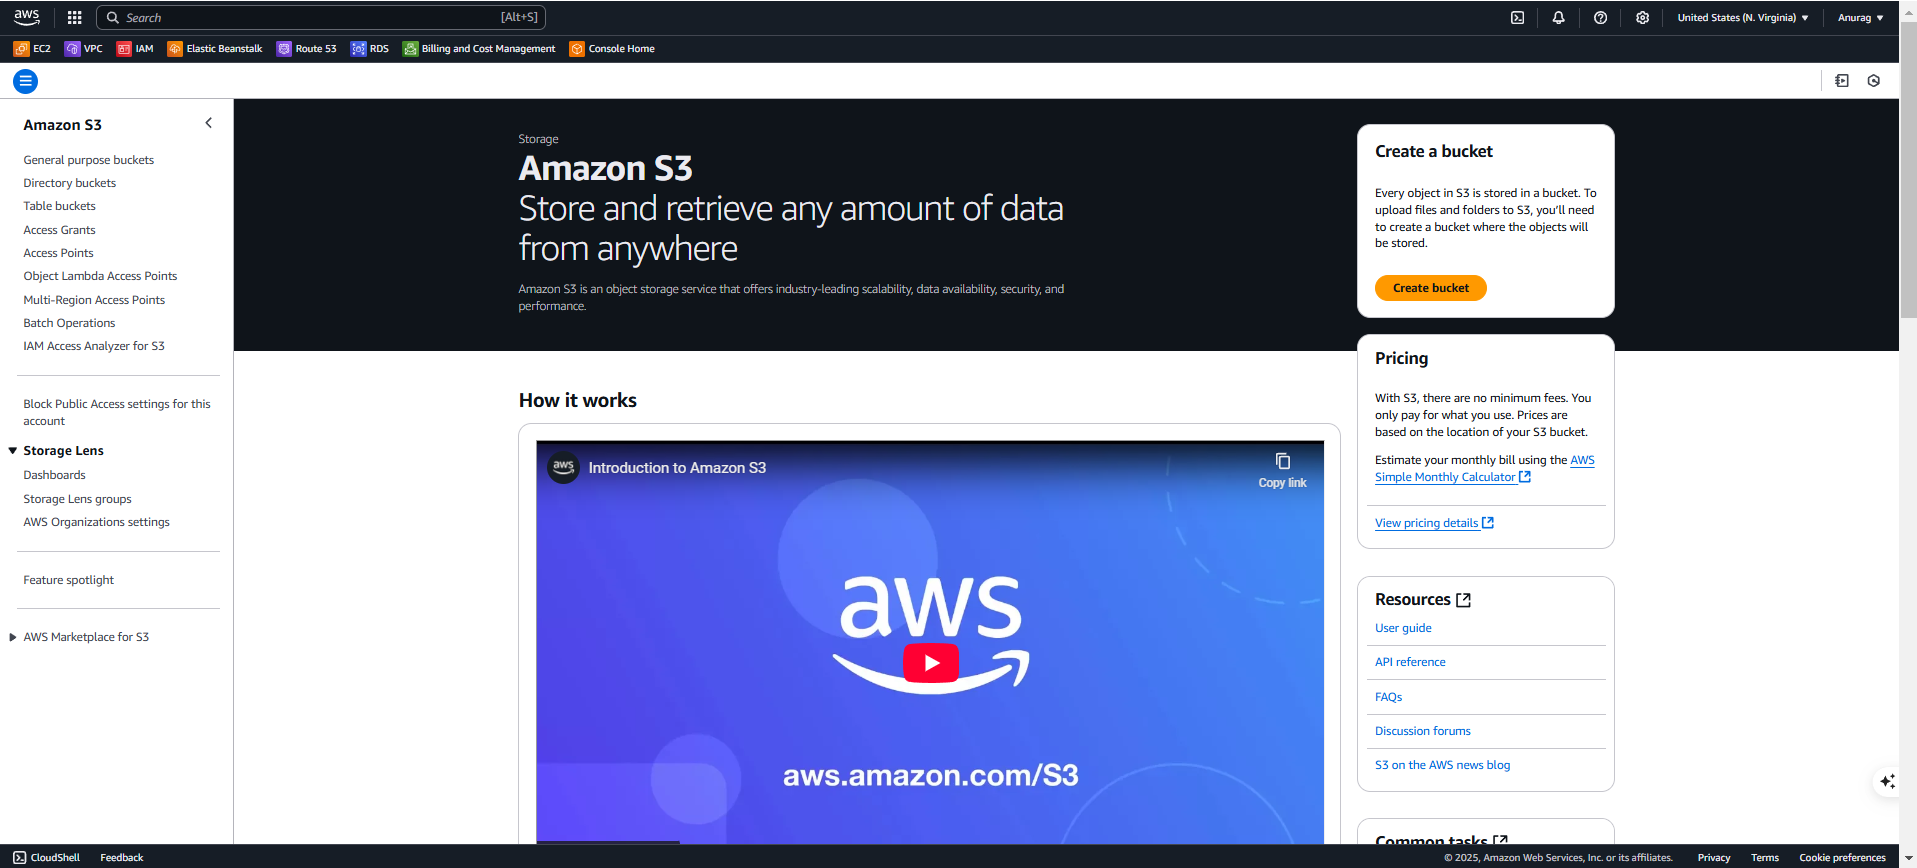 aws
Search
[Alt+S]
United States (N. Virginia)
Anurag
EC2
VPC
IAM
Elastic Beanstalk
Route 53
RDS
Billing and Cost Management
Console Home
Amazon S3
General purpose buckets
Directory buckets
Table buckets
Access Grants
Access Points
Object Lambda Access Points
Multi-Region Access Points
Batch Operations
IAM Access Analyzer for S3
Block Public Access settings for this
account
Storage Lens
Dashboards
Storage Lens groups
AWS Organizations settings
Feature spotlight
AWS Marketplace for S3
Storage
Amazon S3
Store and retrieve any amount of data
from anywhere
Amazon S3 is an object storage service that offers industry-leading scalability, data availability, security, and
performance.
How it works
aws
Introduction to Amazon S3
Copy link
aws
aws.amazon.com/S3
Create a bucket
Every object in S3 is stored in a bucket. To
upload files and folders to S3, you'll need
to create a bucket where the objects will
be stored.
Create bucket
Pricing
With S3, there are no minimum fees. You
only pay for what you use. Prices are
based on the location of your S3 bucket.
Estimate your monthly bill using the AWS
Simple Monthly Calculator
View pricing details
Resources
User guide
API reference
FAQs
Discussion forums
S3 on the AWS news blog
Common tasks
CloudShell
Feedback
© 2025, Amazon Web Services, Inc. or its affiliates.
Privacy
Terms
Cookie preferences